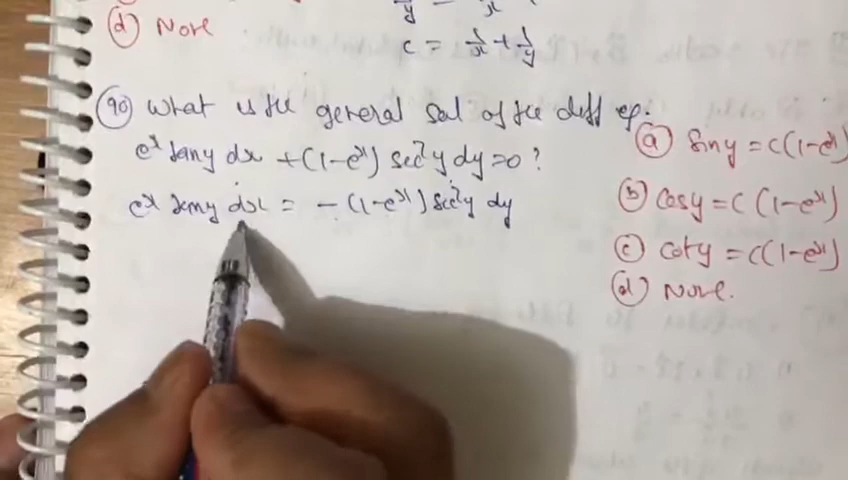 y = x
(d) None
c = 1/x + 1/y
(90) What is the general sol of the diff eq.
e^x tany dx + (1-e^x) sec²y dy = 0 ?
e^x tany dx = - (1-e^x) sec²y dy
(a) Siny = c(1-e^x)
(b) Cosy = C (1-e^x)
(c) Coty = C(1-e^x)
(d) None.